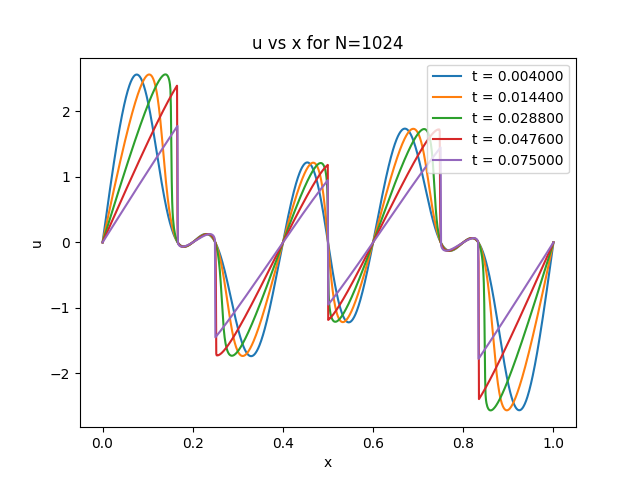 u vs x for N=1024
t = 0.004000
t = 0.014400
t = 0.028800
t = 0.047600
t = 0.075000
2
1
0
−1
−2
u
0.0 0.2 0.4 0.6 0.8 1.0
x